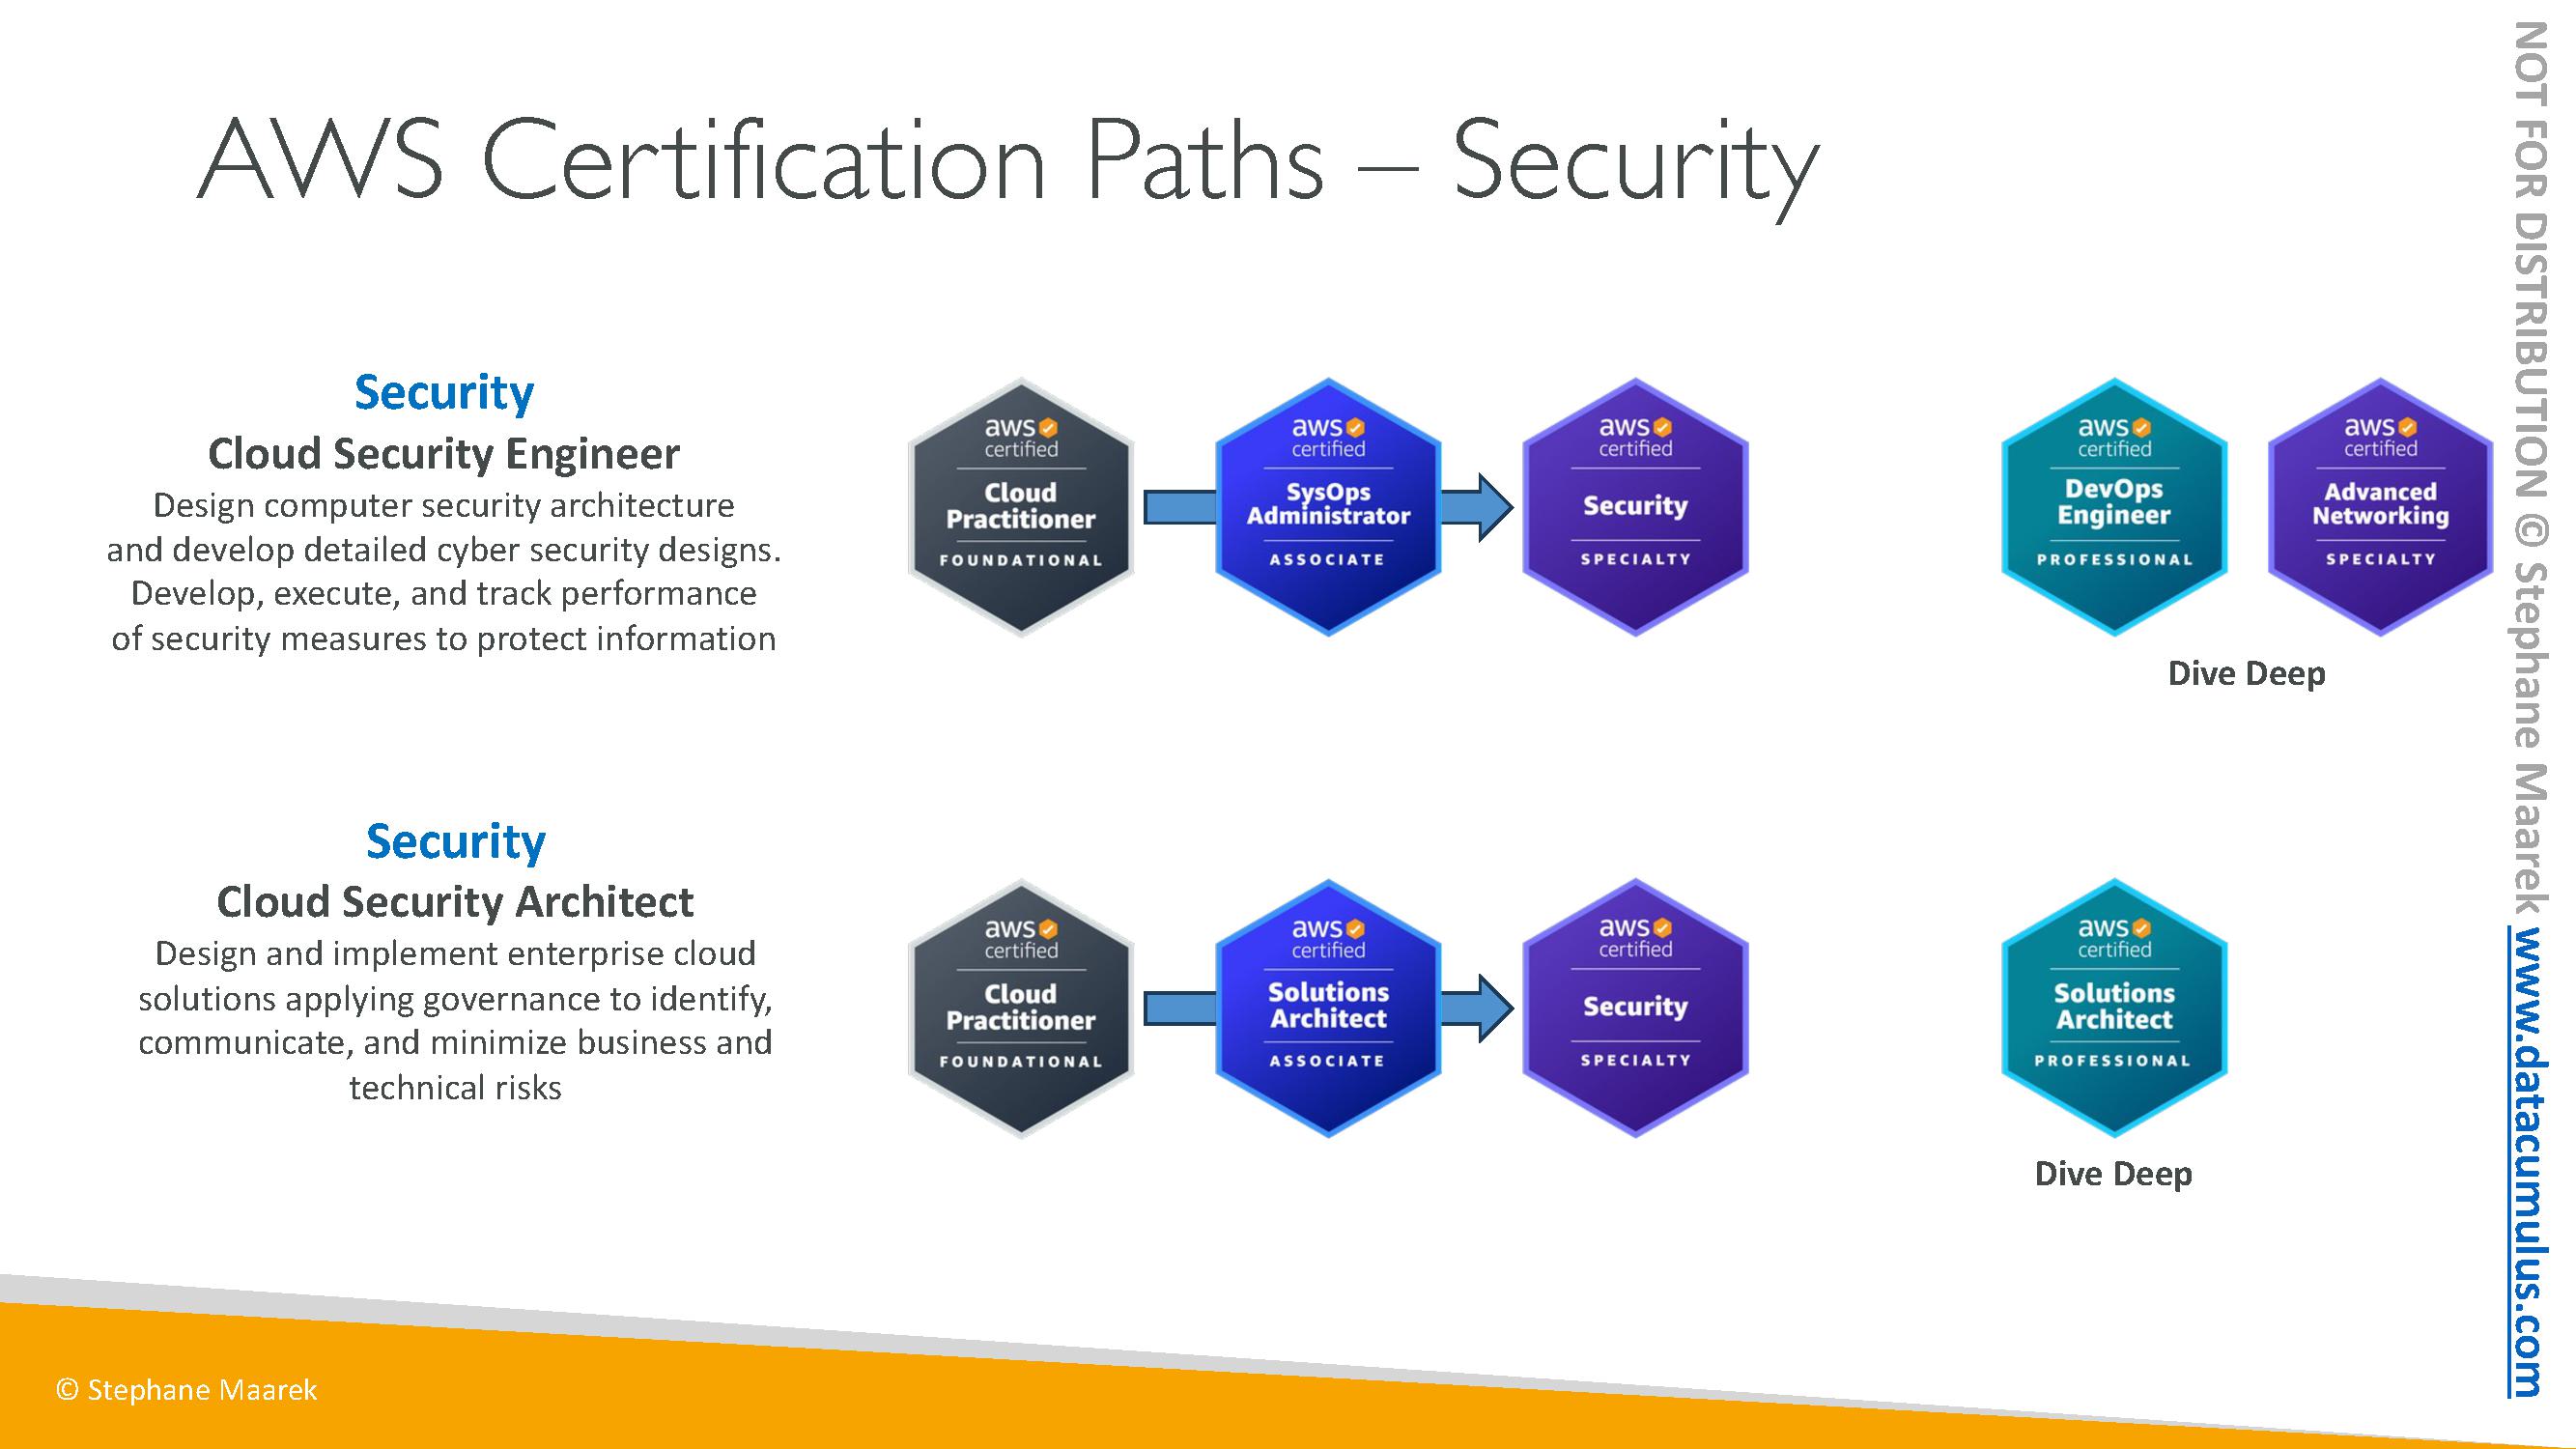 AWS Certification Paths – Security
Security
Cloud Security Engineer
Design computer security architecture
and develop detailed cyber security designs.
Develop, execute, and track performance
of security measures to protect information
aws
certified
Cloud
Practitioner
FOUNDATIONAL
aws
certified
SysOps
Administrator
ASSOCIATE
aws
certified
Security
SPECIALTY
aws
certified
DevOps
Engineer
PROFESSIONAL
aws
certified
Advanced
Networking
SPECIALTY
Dive Deep
Security
Cloud Security Architect
Design and implement enterprise cloud
solutions applying governance to identify,
communicate, and minimize business and
technical risks
aws
certified
Cloud
Practitioner
FOUNDATIONAL
aws
certified
Solutions
Architect
ASSOCIATE
aws
certified
Security
SPECIALTY
aws
certified
Solutions
Architect
PROFESSIONAL
Dive Deep
© Stephane Maarek
NOT FOR DISTRIBUTION © Stephane Maarek www.datacumulus.com